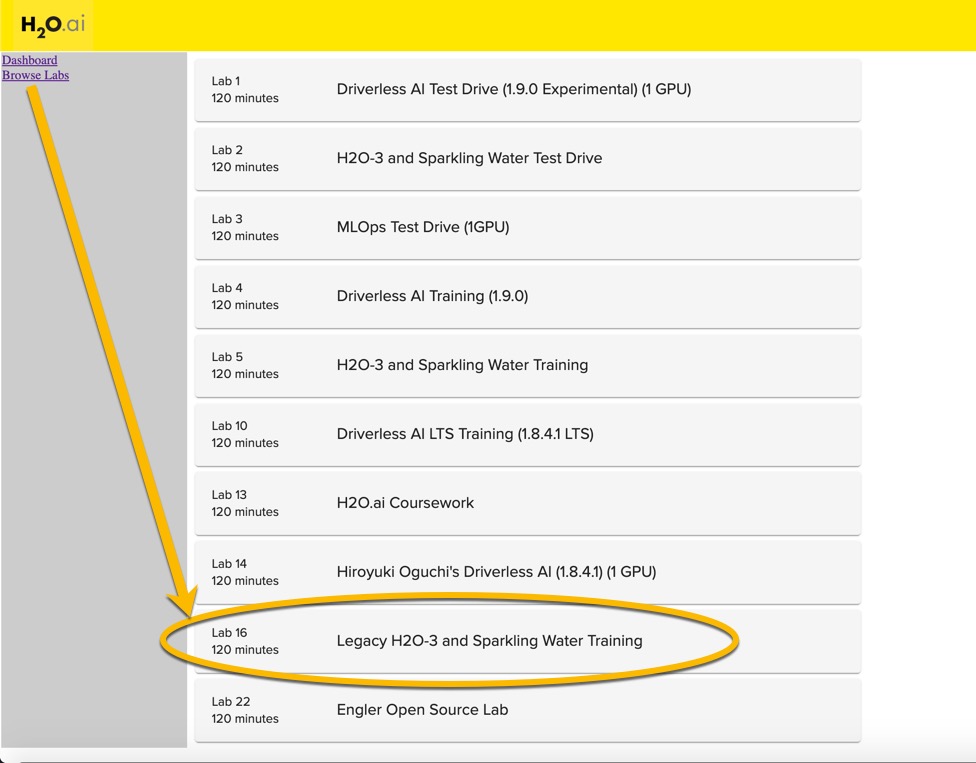 H2O.ai
Dashboard
Browse Labs
Lab 1
120 minutes
Driverless AI Test Drive (1.9.0 Experimental) (1 GPU)
Lab 2
120 minutes
H2O-3 and Sparkling Water Test Drive
Lab 3
120 minutes
MLOps Test Drive (1GPU)
Lab 4
120 minutes
Driverless AI Training (1.9.0)
Lab 5
120 minutes
H2O-3 and Sparkling Water Training
Lab 10
120 minutes
Driverless AI LTS Training (1.8.4.1 LTS)
Lab 13
120 minutes
H2O.ai Coursework
Lab 14
120 minutes
Hiroyuki Oguchi's Driverless AI (1.8.4.1) (1 GPU)
Lab 16
120 minutes
Legacy H2O-3 and Sparkling Water Training
Lab 22
120 minutes
Engler Open Source Lab